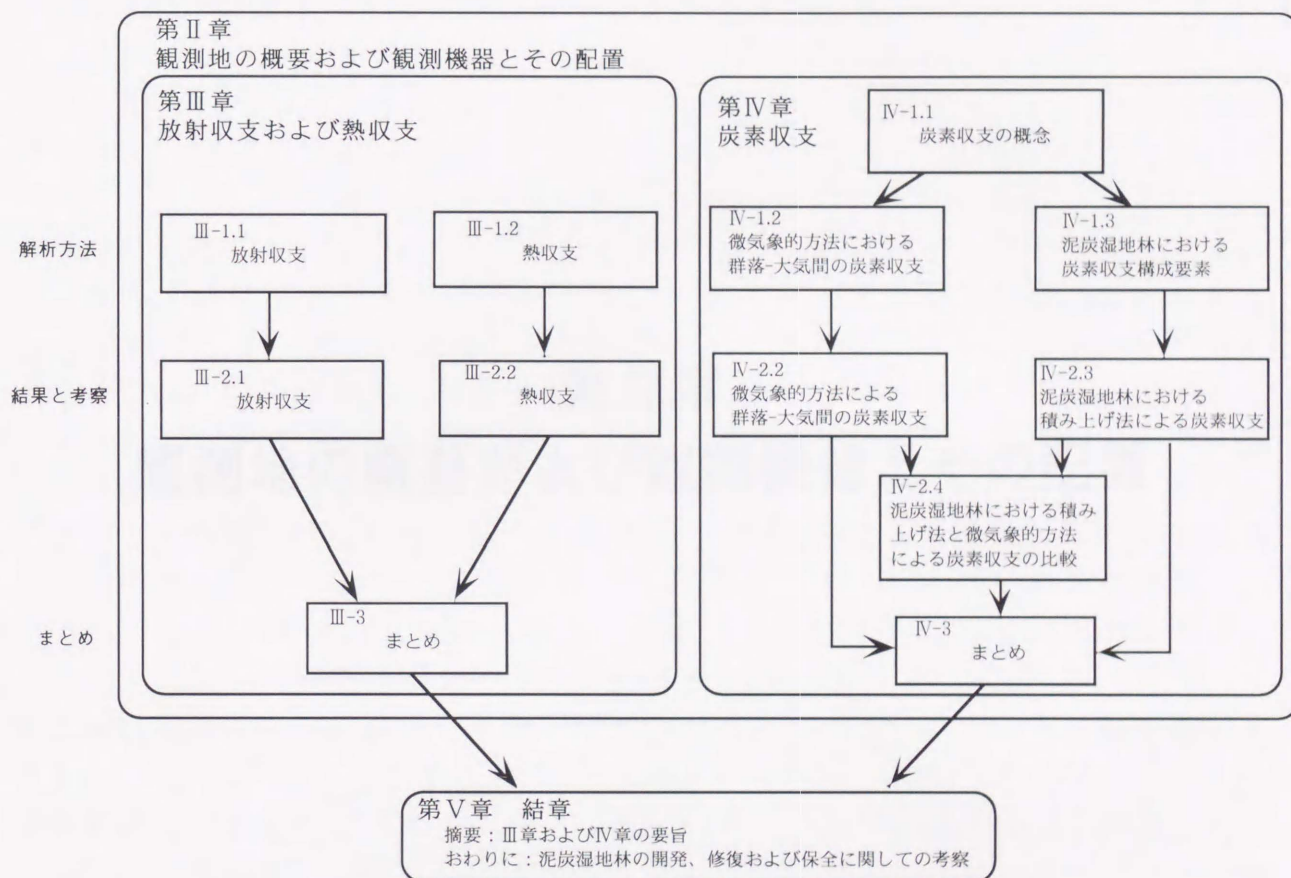 第Ⅱ章
観測地の概要および観測機器とその配置
第Ⅲ章
放射収支および熱収支
第Ⅳ章
炭素収支
Ⅳ-1.1
炭素収支の概念
解析方法
Ⅲ-1.1
放射収支
Ⅲ-1.2
熱収支
Ⅳ-1.2
微気象的方法における
群落-大気間の炭素収支
Ⅳ-1.3
泥炭湿地林における
炭素収支構成要素
結果と考察
Ⅲ-2.1
放射収支
Ⅲ-2.2
熱収支
Ⅳ-2.2
微気象的方法による
群落-大気間の炭素収支
Ⅳ-2.3
泥炭湿地林における
積み上げ法による炭素収支
Ⅳ-2.4
泥炭湿地林における積み
上げ法と微気象的方法
による炭素収支の比較
まとめ
Ⅲ-3
まとめ
Ⅳ-3
まとめ
第Ⅴ章 結章
摘要：Ⅲ章およびⅣ章の要旨
おわりに：泥炭湿地林の開発、修復および保全に関しての考察